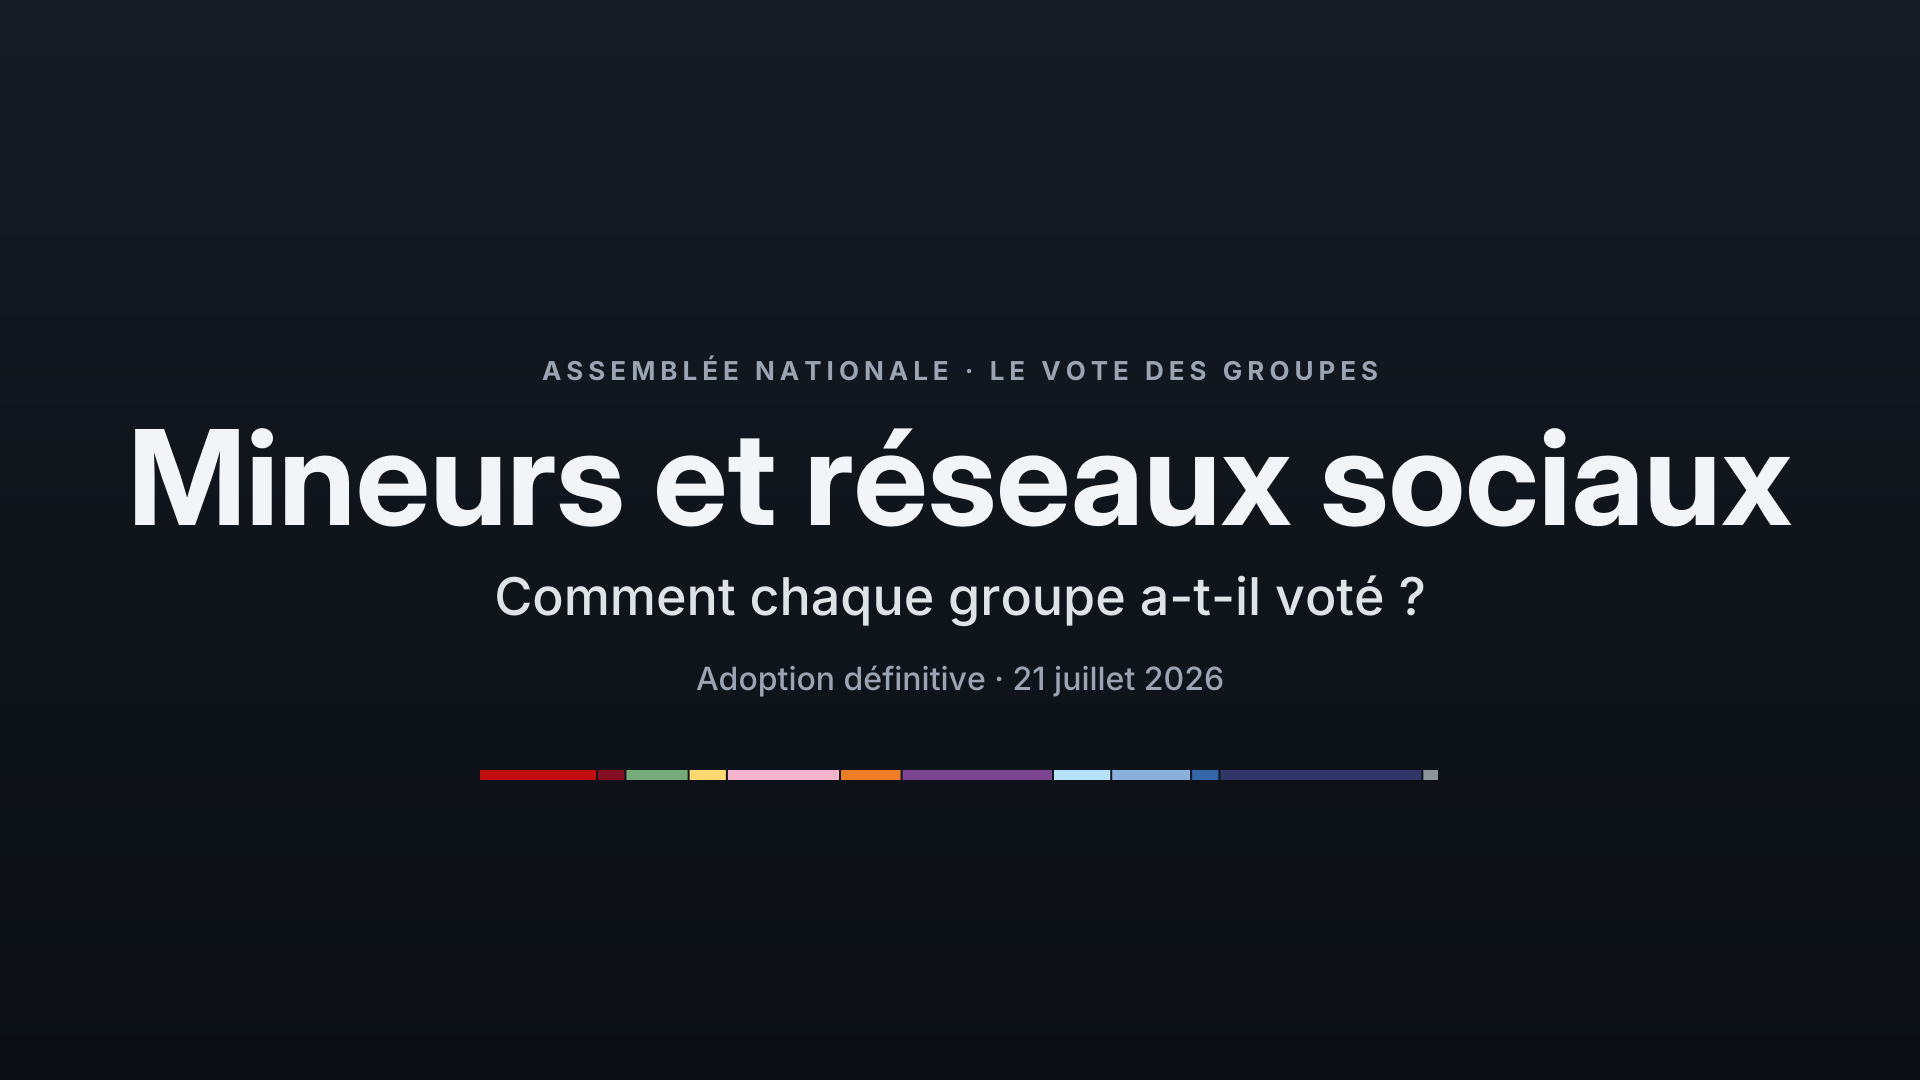 ASSEMBLÉE NATIONALE · LE VOTE DES GROUPES
Mineurs et réseaux sociaux
Comment chaque groupe a-t-il voté ?
Adoption définitive · 21 juillet 2026